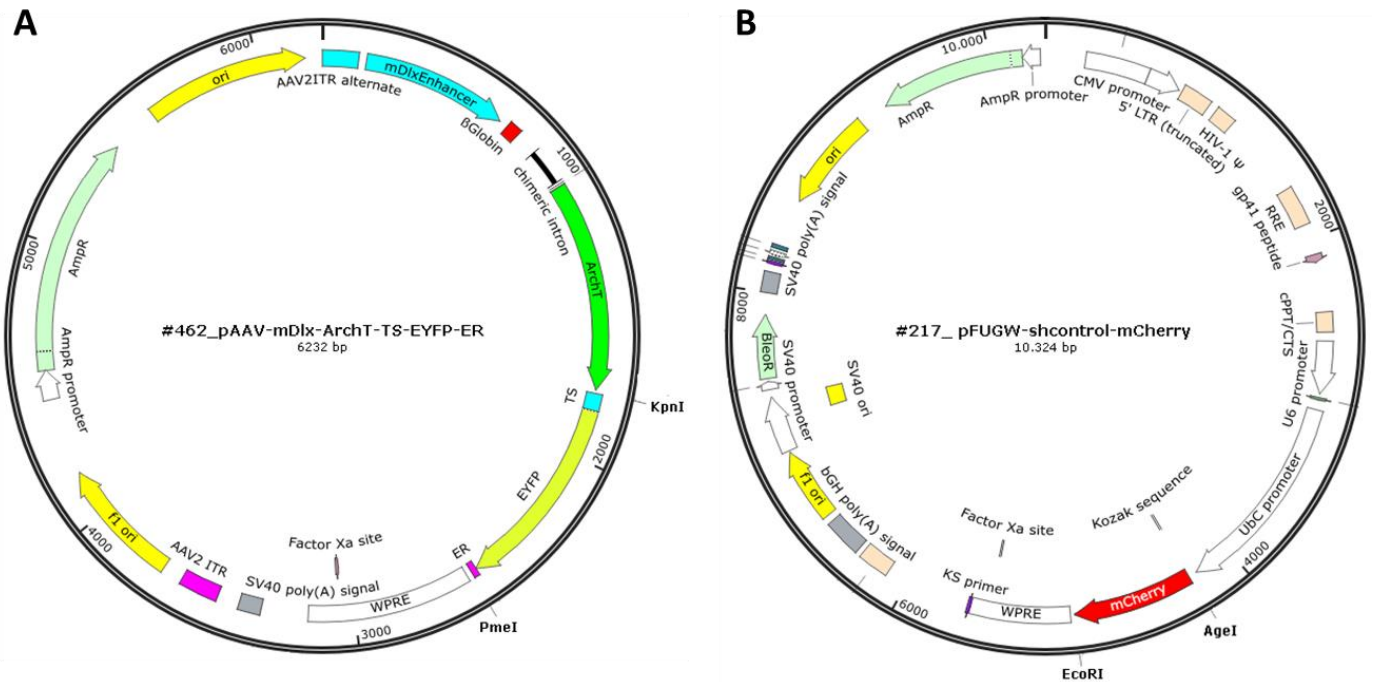 A
6000
ori
AAV2ITR alternate
mDlxEnhancer
βGlobin
1000
chimeric intron
ArchT
TS
KpnI
2000
EYFP
ER
PmeI
Factor Xa site
WPRE
3000
SV40 poly(A) signal
AAV2 ITR
4000
f1 ori
AmpR promoter
AmpR
5000
#462_pAAV-mDlx-ArchT-TS-EYFP-ER
6232 bp
B
10.000
AmpR promoter
AmpR
CMV promoter
5' LTR (truncated)
HIV-1 Ψ
2000
RRE
gp41 peptide
cPPT/CTS
U6 promoter
UbC promoter
4000
Kozak sequence
AgeI
mCherry
EcoRI
Factor Xa site
WPRE
KS primer
6000
bGH poly(A) signal
f1 ori
SV40 ori
SV40 promoter
BleoR
8000
SV40 poly(A) signal
ori
#217_ pFUGW-shcontrol-mCherry
10.324 bp